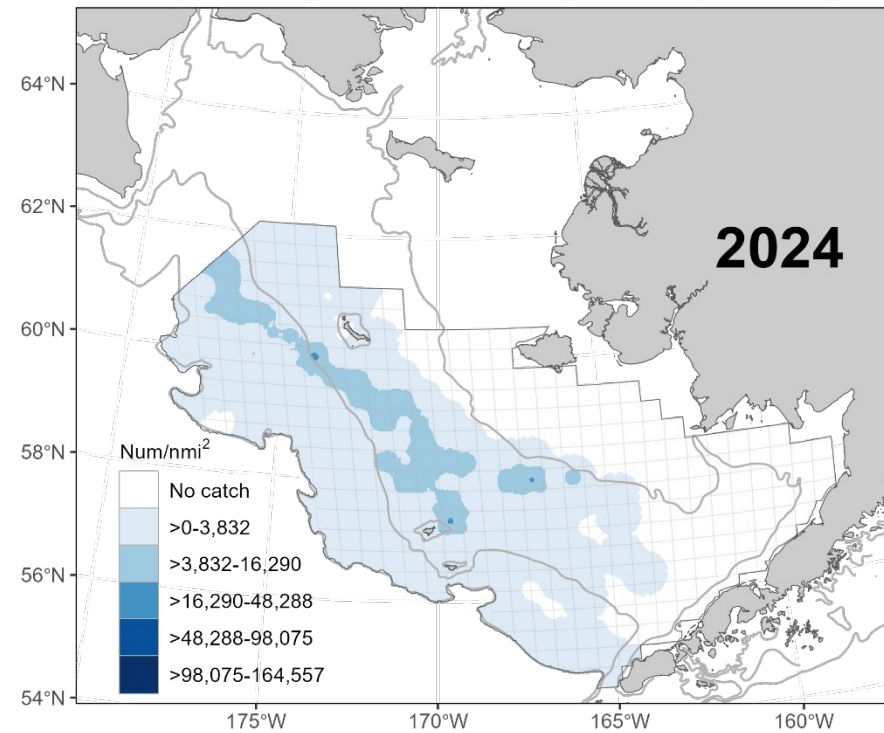 64°N
62°N
2024
60°N
58°N
Num/nmi²
No catch
>0-3,832
>3,832-16,290
56°N
>16,290-48,288
>48,288-98,075
>98,075-164,557
54°N
175°W 170°W 165°W 160°W